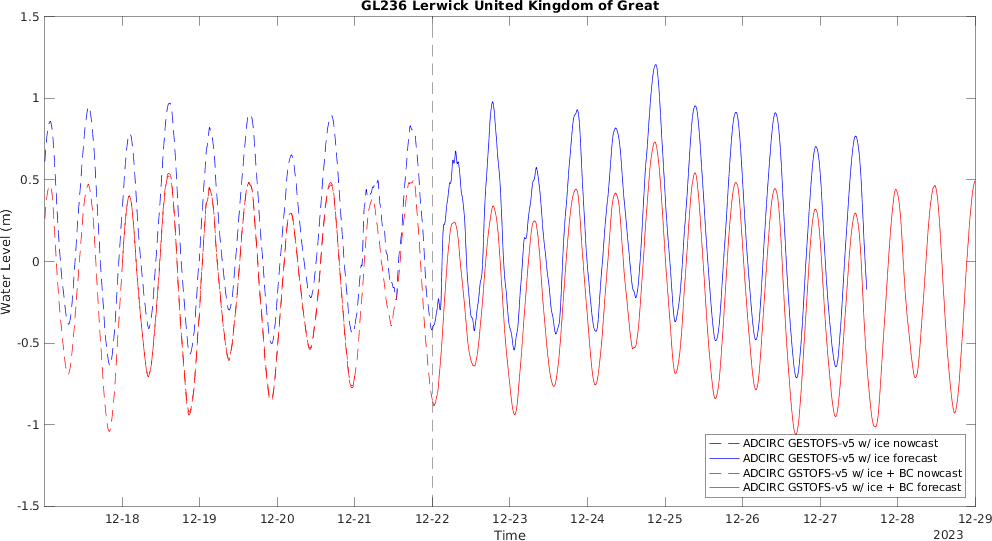 GL236 Lerwick United Kingdom of Great
1.5
1
0.5
0
-0.5
-1
-1.5
Water Level (m)
ADCIRC GESTOFS-v5 w/ ice nowcast
ADCIRC GESTOFS-v5 w/ ice forecast
ADCIRC GSTOFS-v5 w/ ice + BC nowcast
ADCIRC GSTOFS-v5 w/ ice + BC forecast
12-18 12-19 12-20 12-21 12-22 12-23 12-24 12-25 12-26 12-27 12-28 12-29
Time
2023